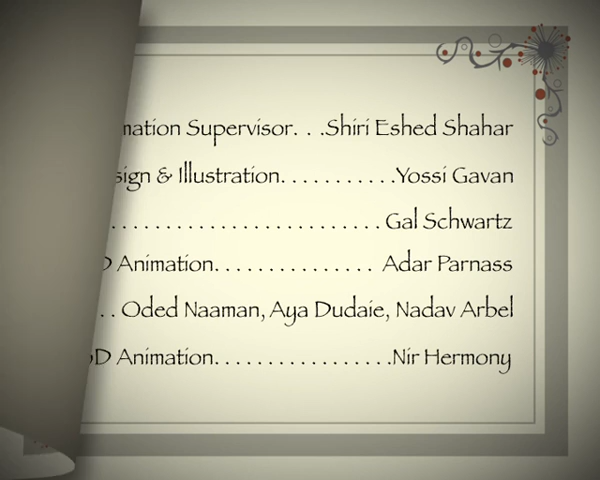 mation Supervisor. . .Shiri Eshed Shahar
sign & Illustration. . . . . . . . . . .Yossi Gavan
. . . . . . . . . . . . . . . . . . . . . . . . . Gal Schwartz
D Animation. . . . . . . . . . . . . . . Adar Parnass
. . Oded Naaman, Aya Dudaie, Nadav Arbel
D Animation. . . . . . . . . . . . . . . . .Nir Hermony